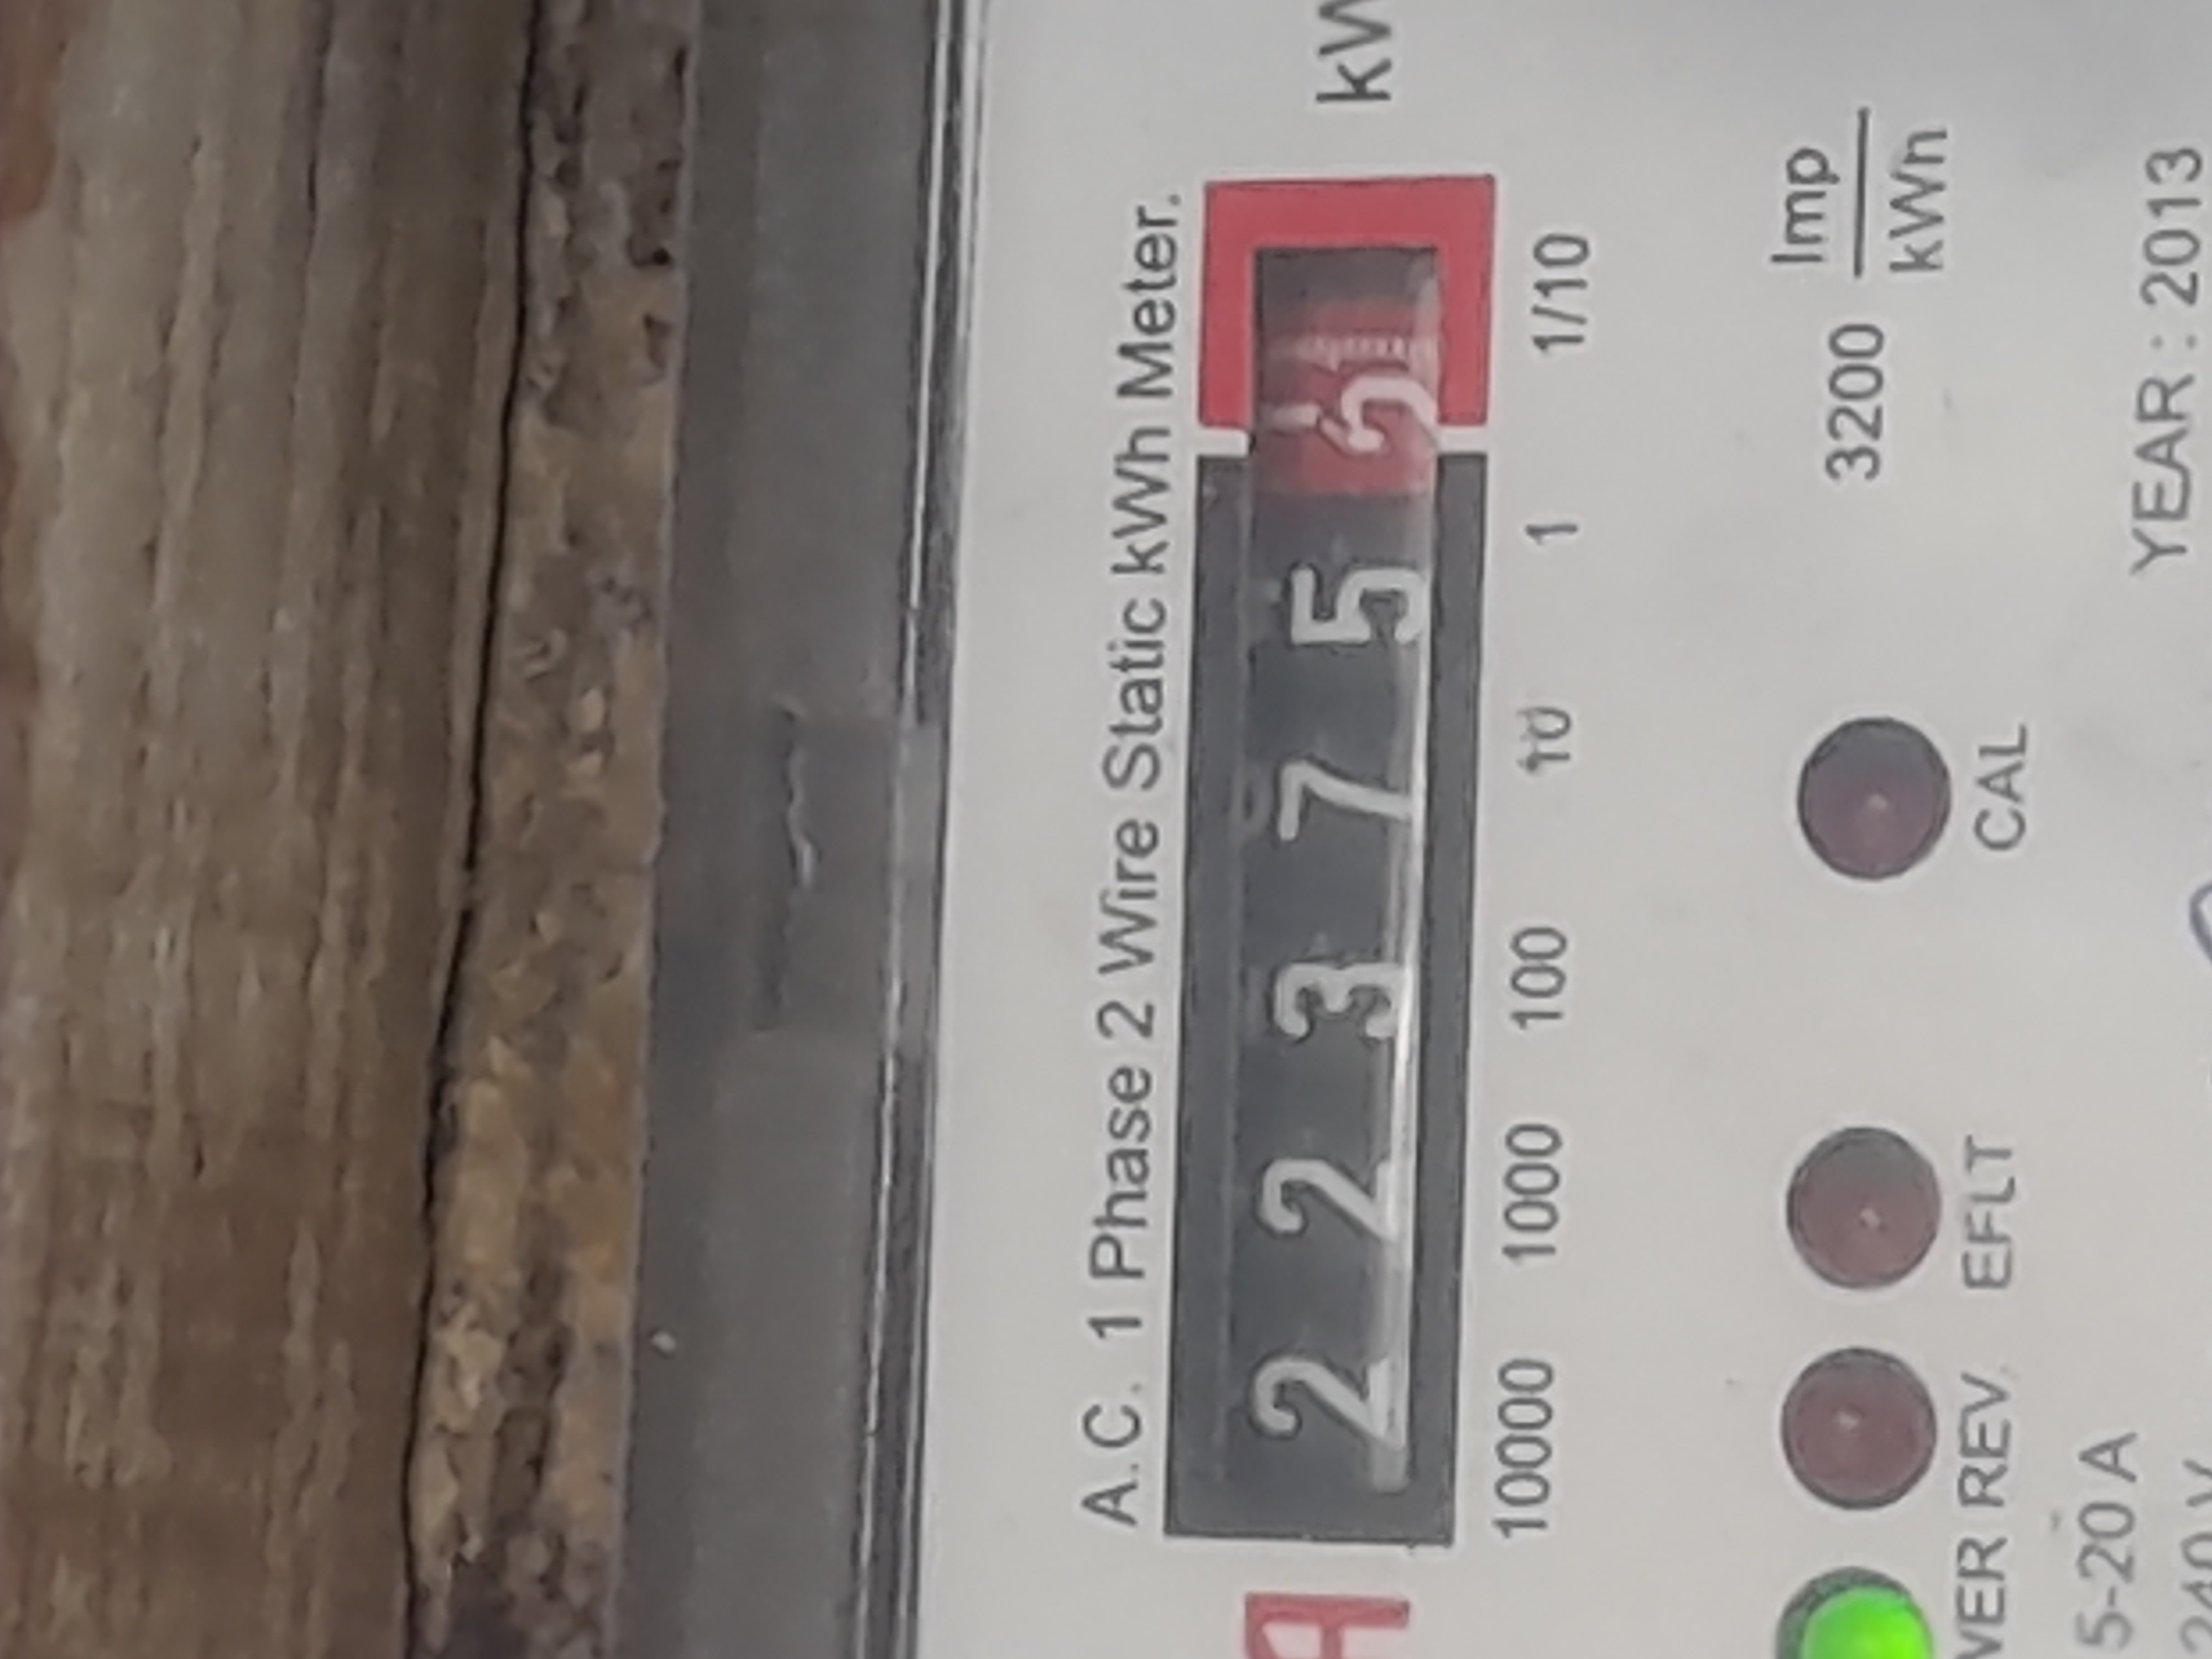 A.C. 1 Phase 2 Wire Static kWh Meter.
2 2 3 7 5 5
10000 1000 100 10 1 1/10
3200 Imp
kWh
CAL
EFLT
REV.
YEAR : 2013
5-20 A
240 V